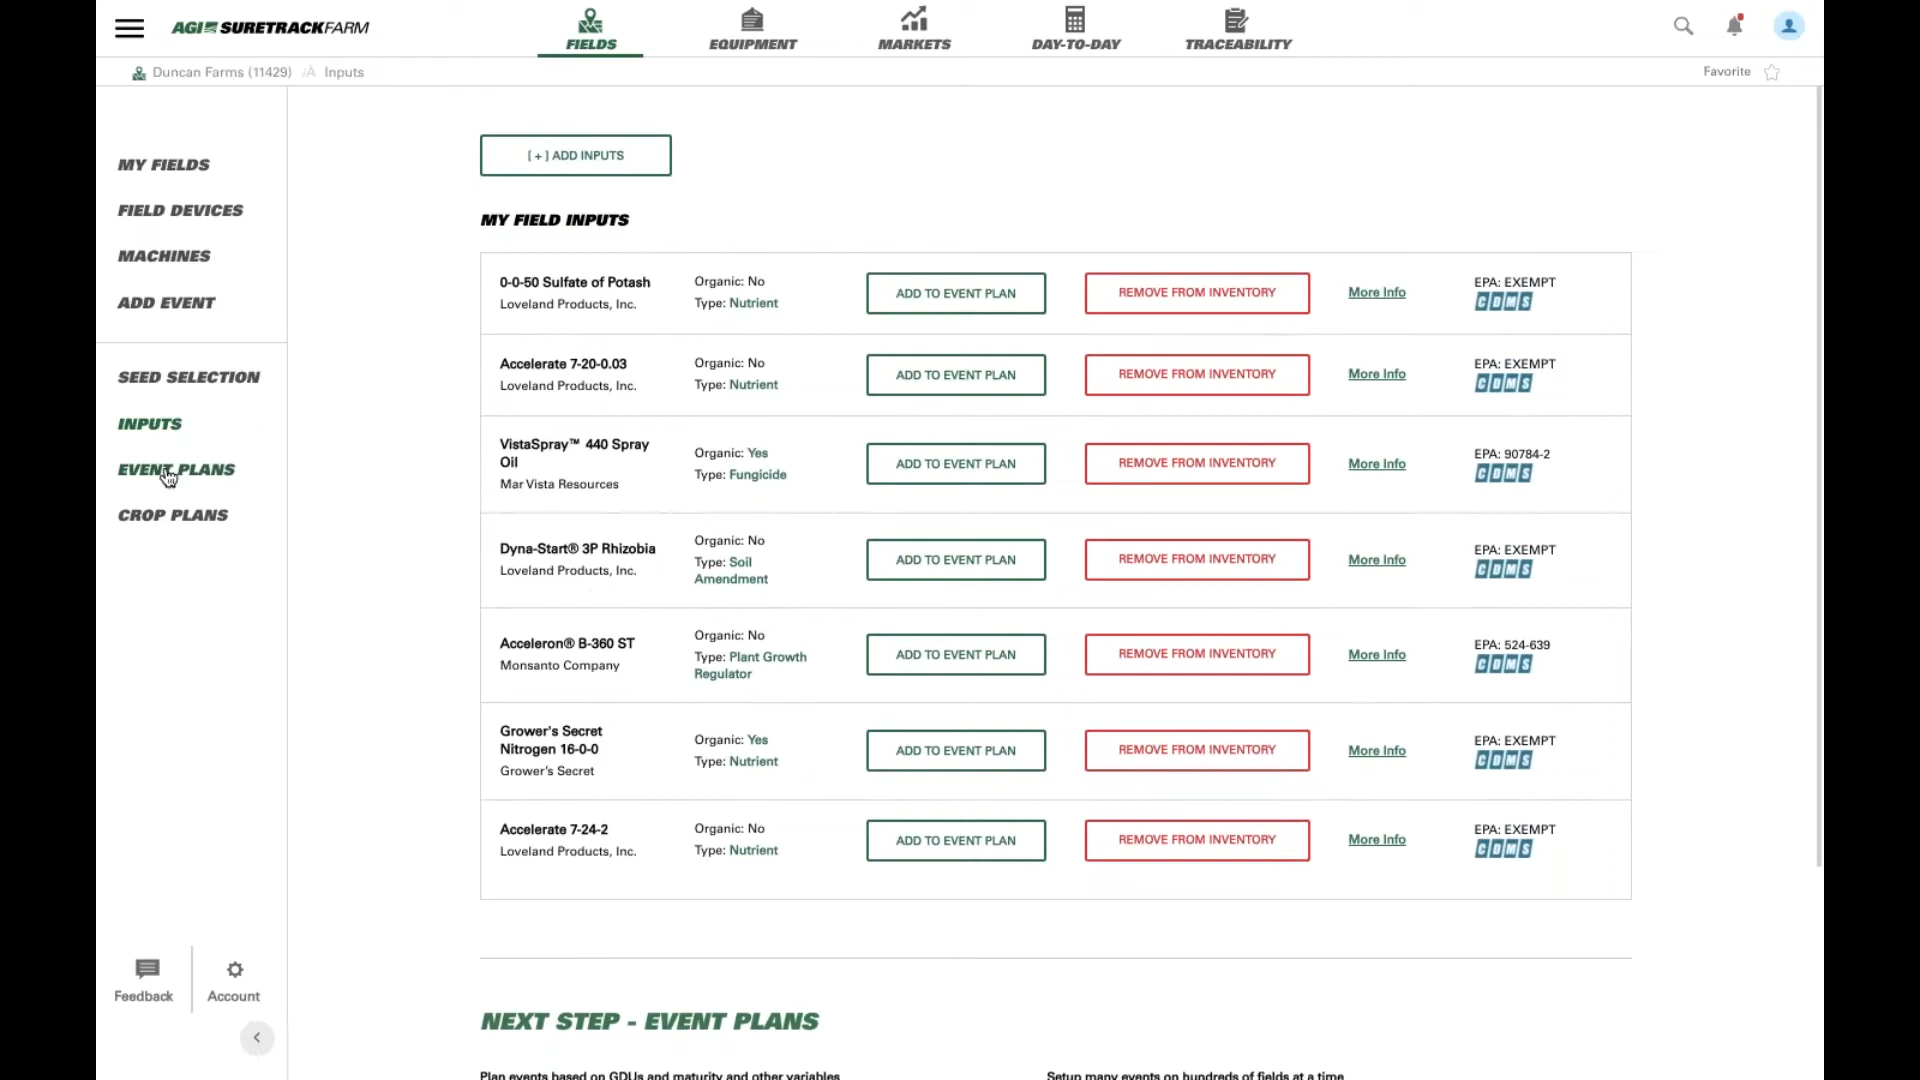 AGI SURETRACKFARM
FIELDS
EQUIPMENT
MARKETS
DAY-TO-DAY
TRACEABILITY
Duncan Farms (11429) /Â Inputs
Favorite
MY FIELDS
FIELD DEVICES
MACHINES
ADD EVENT
SEED SELECTION
INPUTS
EVENT PLANS
CROP PLANS
Feedback
Account
[ + ] ADD INPUTS
MY FIELD INPUTS
0-0-50 Sulfate of Potash
Loveland Products, Inc.
Organic: No
Type: Nutrient
ADD TO EVENT PLAN
REMOVE FROM INVENTORY
More Info
EPA: EXEMPT
CDMS
Accelerate 7-20-0.03
Loveland Products, Inc.
Organic: No
Type: Nutrient
ADD TO EVENT PLAN
REMOVE FROM INVENTORY
More Info
EPA: EXEMPT
CDMS
VistaSpray™ 440 Spray
Oil
Mar Vista Resources
Organic: Yes
Type: Fungicide
ADD TO EVENT PLAN
REMOVE FROM INVENTORY
More Info
EPA: 90784-2
CDMS
Dyna-Start® 3P Rhizobia
Loveland Products, Inc.
Organic: No
Type: Soil
Amendment
ADD TO EVENT PLAN
REMOVE FROM INVENTORY
More Info
EPA: EXEMPT
CDMS
Acceleron® B-360 ST
Monsanto Company
Organic: No
Type: Plant Growth
Regulator
ADD TO EVENT PLAN
REMOVE FROM INVENTORY
More Info
EPA: 524-639
CDMS
Grower's Secret
Nitrogen 16-0-0
Grower's Secret
Organic: Yes
Type: Nutrient
ADD TO EVENT PLAN
REMOVE FROM INVENTORY
More Info
EPA: EXEMPT
CDMS
Accelerate 7-24-2
Loveland Products, Inc.
Organic: No
Type: Nutrient
ADD TO EVENT PLAN
REMOVE FROM INVENTORY
More Info
EPA: EXEMPT
CDMS
NEXT STEP - EVENT PLANS
Plan events based on GDUs and maturity and other variables
Setup many events on hundreds of fields at a time